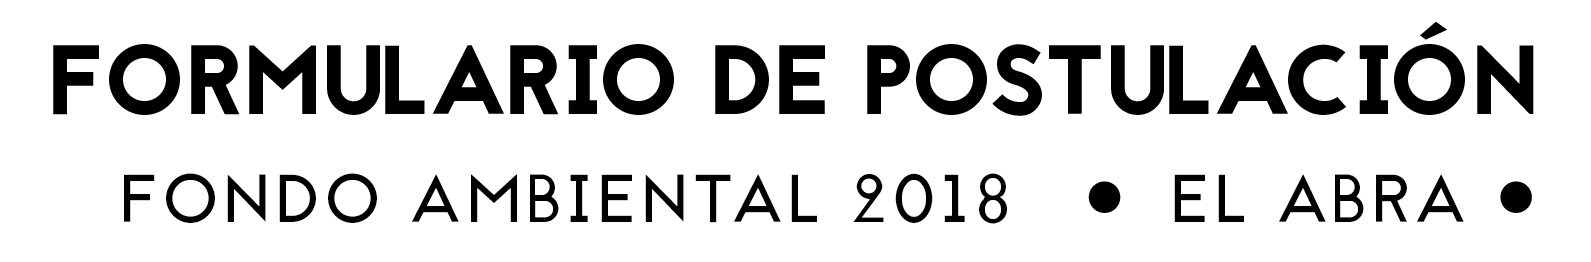 FORMULARIO DE POSTULACIÓN
FONDO AMBIENTAL 2018 • EL ABRA •